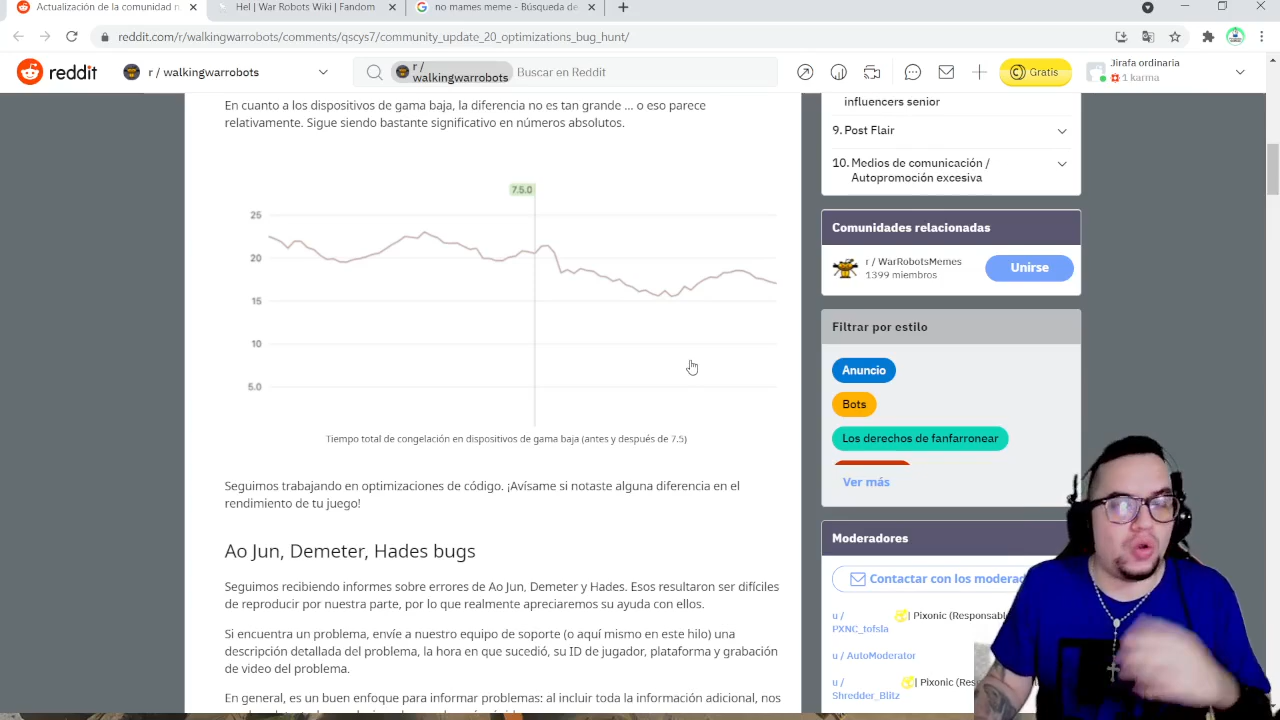 Actualización de la comunidad n
Hel | War Robots Wiki | Fandom
no mames meme - Búsqueda de
reddit.com/r/walkingwarrobots/comments/qscys7/community_update_20_optimizations_bug_hunt/
reddit
r / walkingwarrobots
r /
walkingwarrobots
Buscar en Reddit
Gratis
Jirafa ordinaria
1 karma
En cuanto a los dispositivos de gama baja, la diferencia no es tan grande ... o eso parece
relativamente. Sigue siendo bastante significativo en números absolutos.
7.5.0
25
20
15
10
5.0
Tiempo total de congelación en dispositivos de gama baja (antes y después de 7.5)
Seguimos trabajando en optimizaciones de código. ¡Avísame si notaste alguna diferencia en el
rendimiento de tu juego!
Ao Jun, Demeter, Hades bugs
Seguimos recibiendo informes sobre errores de Ao Jun, Demeter y Hades. Esos resultaron ser difíciles
de reproducir por nuestra parte, por lo que realmente apreciaremos su ayuda con ellos.
Si encuentra un problema, envíe a nuestro equipo de soporte (o aquí mismo en este hilo) una
descripción detallada del problema, la hora en que sucedió, su ID de jugador, plataforma y grabación
de video del problema.
En general, es un buen enfoque para informar problemas: al incluir toda la información adicional, nos
influencers senior
9. Post Flair
10. Medios de comunicación /
Autopromoción excesiva
Comunidades relacionadas
r / WarRobotsMemes
1399 miembros
Unirse
Filtrar por estilo
Anuncio
Bots
Los derechos de fanfarronear
Ver más
Moderadores
Contactar con los moderad
u /
PXNC_tofsla
| Pixonic (Responsab
u / AutoModerator
u /
Shredder_Blitz
| Pixonic (Res